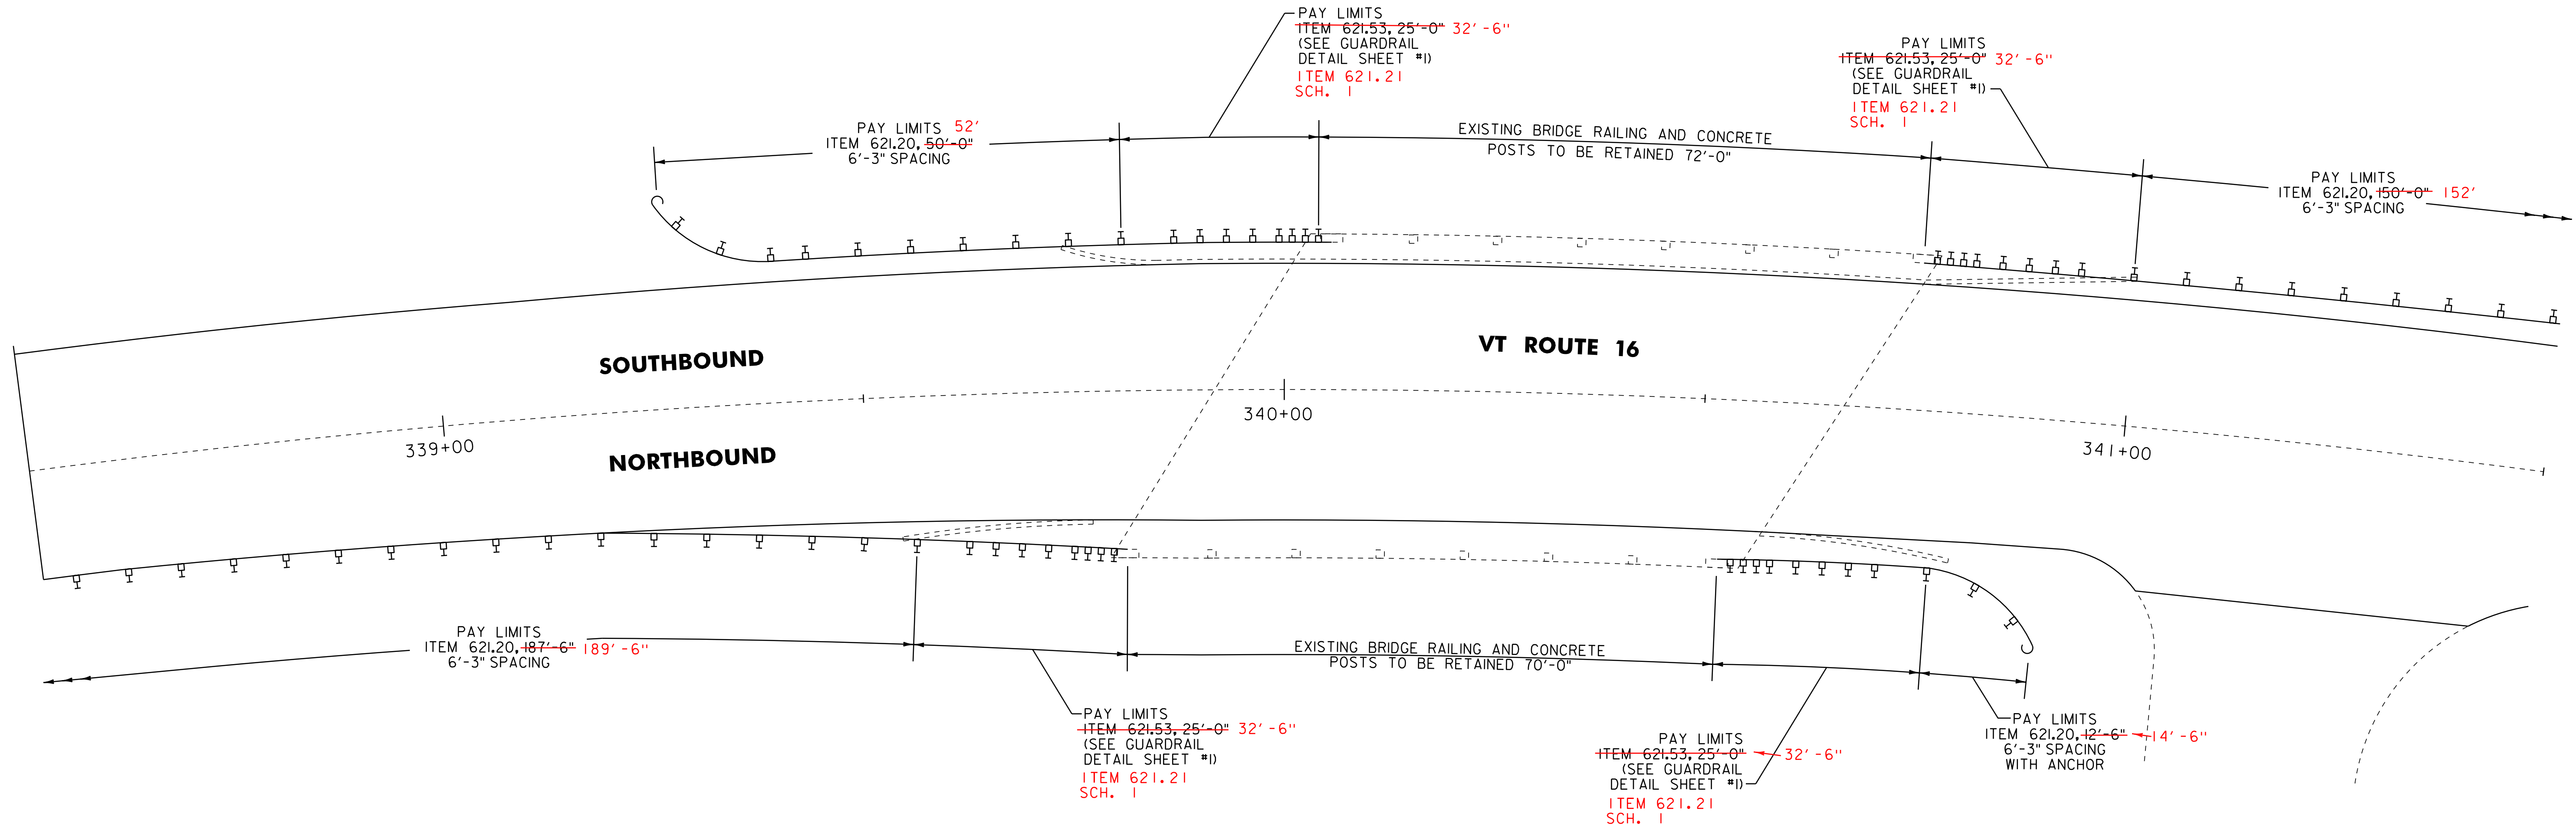 PAY LIMITS
ITEM 621.53, 25'-0" 32'-6"
(SEE GUARDRAIL
DETAIL SHEET #1)
ITEM 621.21
SCH. 1
PAY LIMITS
ITEM 621.53, 25'-0" 32'-6"
(SEE GUARDRAIL
DETAIL SHEET #1)
ITEM 621.21
SCH. 1
PAY LIMITS 52'
ITEM 621.20, 50'-0"
6'-3" SPACING
EXISTING BRIDGE RAILING AND CONCRETE
POSTS TO BE RETAINED 72'-0"
PAY LIMITS
ITEM 621.20, 150'-0" 152'
6'-3" SPACING
SOUTHBOUND
VT ROUTE 16
339+00
340+00
341+00
NORTHBOUND
PAY LIMITS
ITEM 621.20, 187'-6" 189'-6"
6'-3" SPACING
EXISTING BRIDGE RAILING AND CONCRETE
POSTS TO BE RETAINED 70'-0"
PAY LIMITS
ITEM 621.53, 25'-0" 32'-6"
(SEE GUARDRAIL
DETAIL SHEET #1)
ITEM 621.21
SCH. 1
PAY LIMITS
ITEM 621.53, 25'-0" 32'-6"
(SEE GUARDRAIL
DETAIL SHEET #1)
ITEM 621.21
SCH. 1
PAY LIMITS
ITEM 621.20, 12'-6" 14'-6"
6'-3" SPACING
WITH ANCHOR